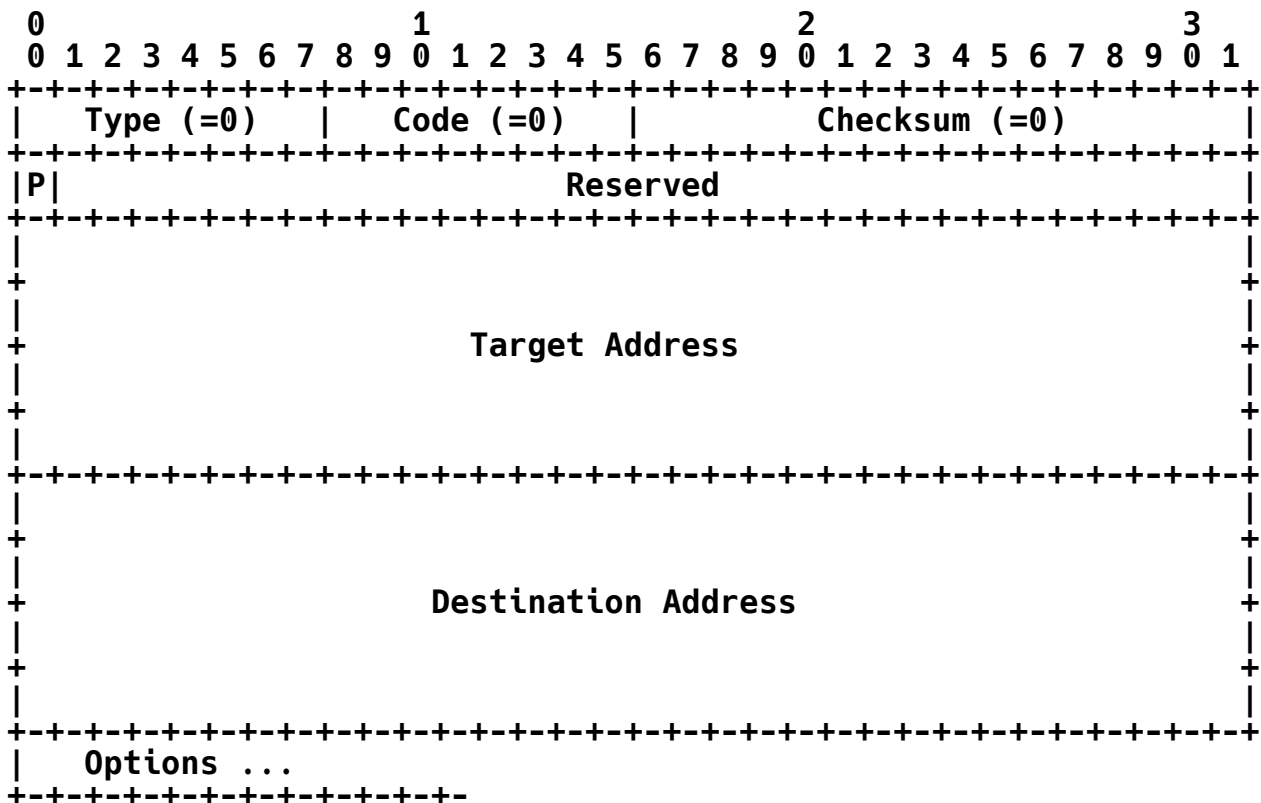 0                   1                   2                   3
 0 1 2 3 4 5 6 7 8 9 0 1 2 3 4 5 6 7 8 9 0 1 2 3 4 5 6 7 8 9 0 1
+-+-+-+-+-+-+-+-+-+-+-+-+-+-+-+-+-+-+-+-+-+-+-+-+-+-+-+-+-+-+-+-+
|   Type (=0)   |   Code (=0)   |         Checksum (=0)         |
+-+-+-+-+-+-+-+-+-+-+-+-+-+-+-+-+-+-+-+-+-+-+-+-+-+-+-+-+-+-+-+-+
|P|                          Reserved                           |
+-+-+-+-+-+-+-+-+-+-+-+-+-+-+-+-+-+-+-+-+-+-+-+-+-+-+-+-+-+-+-+-+
|                                                               |
+                                                               +
|                                                               |
+                       Target Address                          +
|                                                               |
+                                                               +
|                                                               |
+-+-+-+-+-+-+-+-+-+-+-+-+-+-+-+-+-+-+-+-+-+-+-+-+-+-+-+-+-+-+-+-+
|                                                               |
+                                                               +
|                                                               |
+                     Destination Address                       +
|                                                               |
+                                                               +
|                                                               |
+-+-+-+-+-+-+-+-+-+-+-+-+-+-+-+-+-+-+-+-+-+-+-+-+-+-+-+-+-+-+-+-+
|   Options ...
+-+-+-+-+-+-+-+-+-+-+-+-